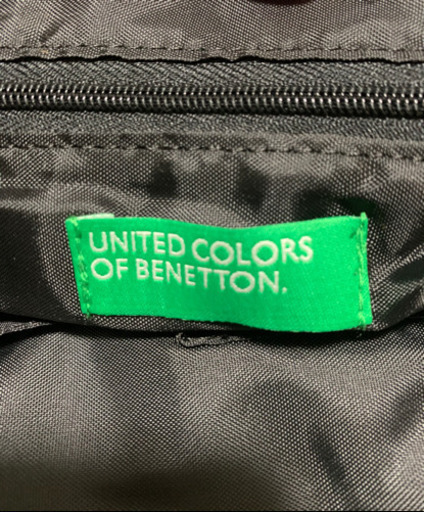 UNITED COLORS
OF BENETTON.